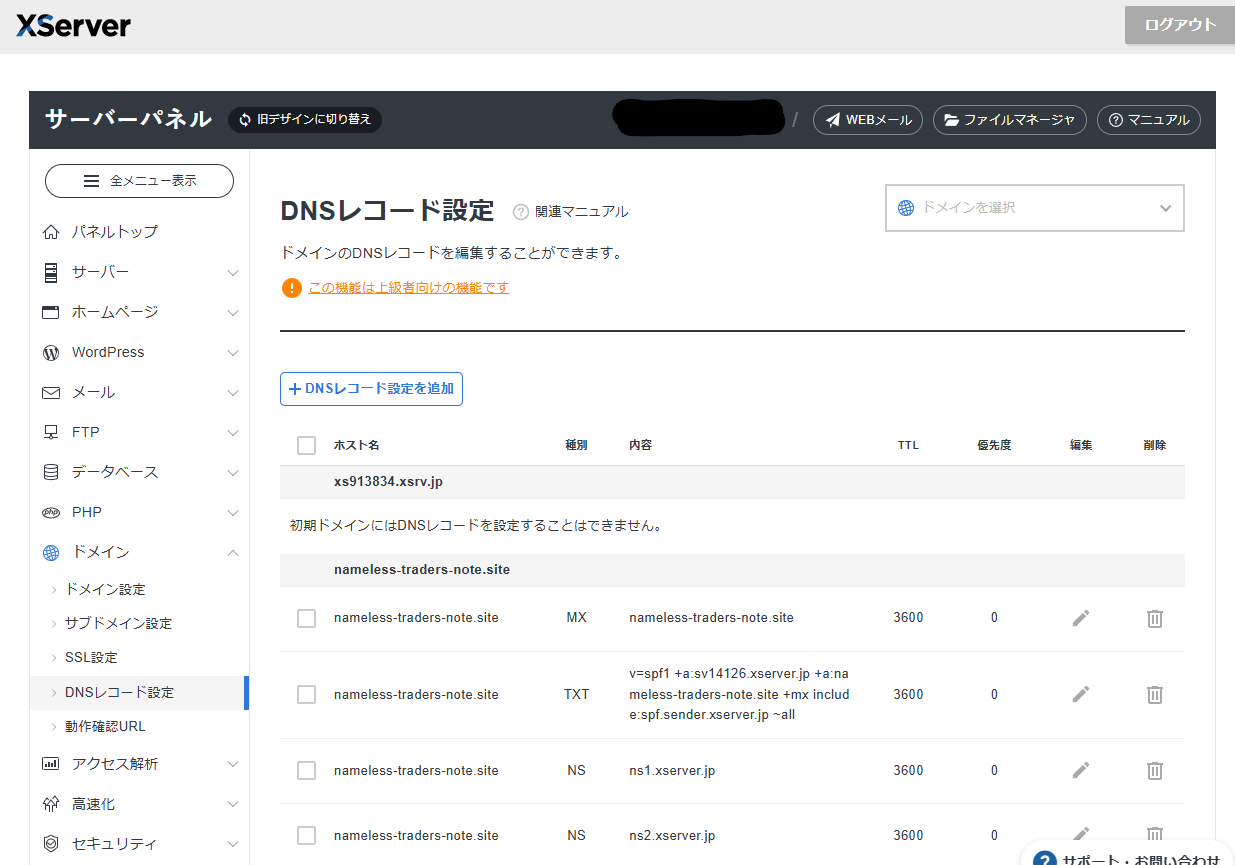 XServer
ログアウト
サーバーパネル
旧デザインに切り替え
/
WEBメール
ファイルマネージャ
マニュアル
全メニュー表示
パネルトップ
サーバー
ホームページ
WordPress
メール
FTP
データベース
PHP
ドメイン
ドメイン設定
サブドメイン設定
SSL設定
DNSレコード設定
動作確認URL
アクセス解析
高速化
セキュリティ
DNSレコード設定
関連マニュアル
ドメインを選択
ドメインのDNSレコードを編集することができます。
この機能は上級者向けの機能です
+DNSレコード設定を追加
ホスト名 種別 内容 TTL 優先度 編集 削除
xs913834.xsrv.jp
初期ドメインにはDNSレコードを設定することはできません。
nameless-traders-note.site
nameless-traders-note.site MX nameless-traders-note.site 3600 0
nameless-traders-note.site TXT v=spf1 +a:sv14126.xserver.jp +a:na
meless-traders-note.site +mx includ
e:spf.sender.xserver.jp ~all 3600 0
nameless-traders-note.site NS ns1.xserver.jp 3600 0
nameless-traders-note.site NS ns2.xserver.jp 3600 0
サポート・お問い合わせ